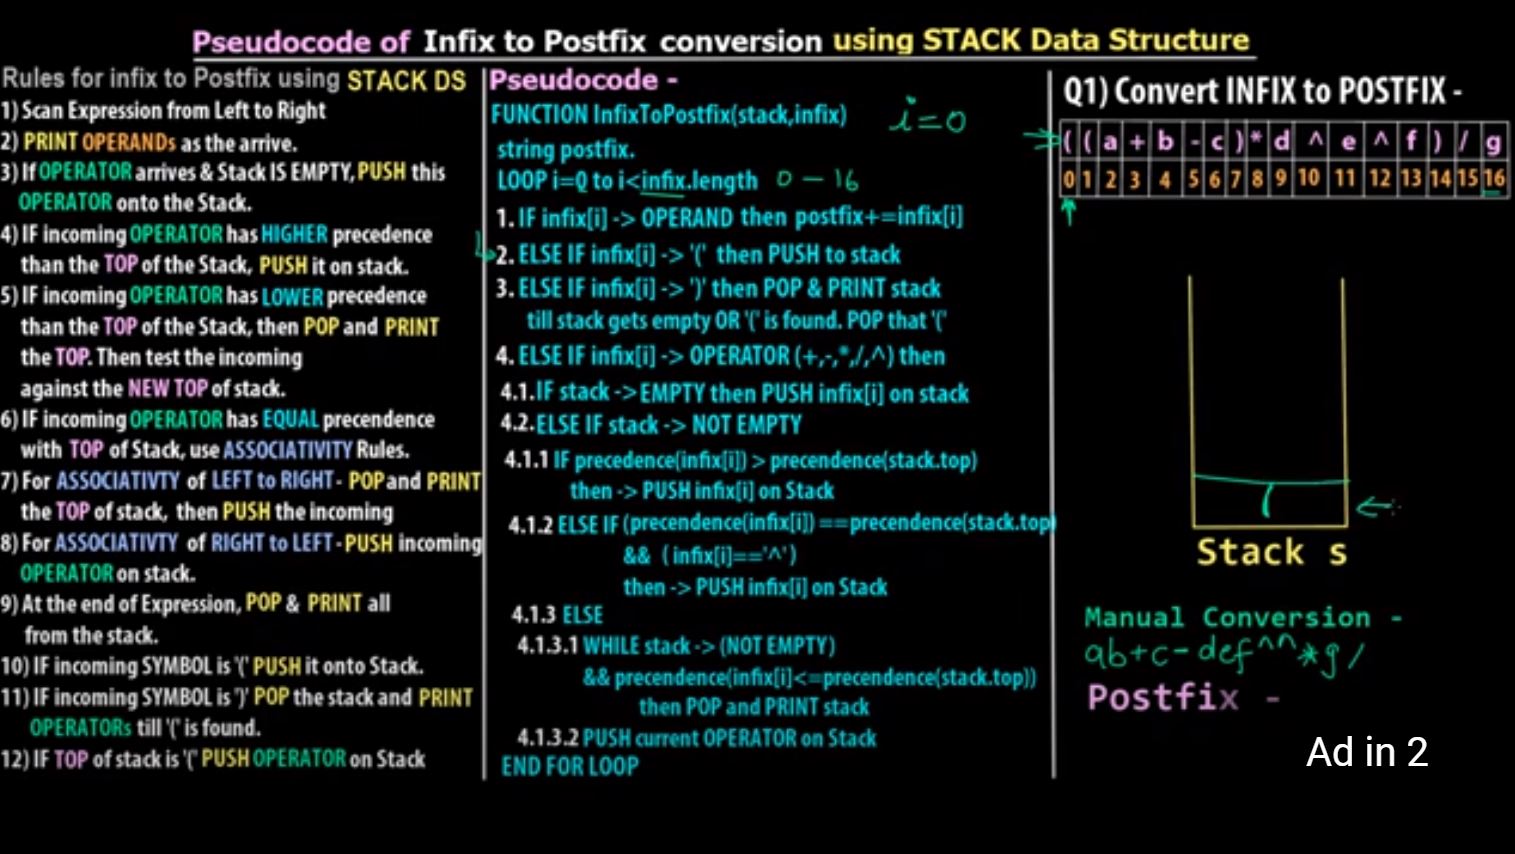 Pseudocode of Infix to Postfix conversion using STACK Data Structure
Rules for infix to Postfix using STACK DS
1) Scan Expression from Left to Right
2) PRINT OPERANDs as the arrive.
3) If OPERATOR arrives & Stack IS EMPTY, PUSH this
OPERATOR onto the Stack.
4) IF incoming OPERATOR has HIGHER precedence
than the TOP of the Stack, PUSH it on stack.
5) IF incoming OPERATOR has LOWER precedence
than the TOP of the Stack, then POP and PRINT
the TOP. Then test the incoming
against the NEW TOP of stack.
6) IF incoming OPERATOR has EQUAL precendence
with TOP of Stack, use ASSOCIATIVITY Rules.
7) For ASSOCIATIVTY of LEFT to RIGHT - POP and PRINT
the TOP of stack, then PUSH the incoming
8) For ASSOCIATIVTY of RIGHT to LEFT - PUSH incoming
OPERATOR on stack.
9) At the end of Expression, POP & PRINT all
from the stack.
10) IF incoming SYMBOL is '(' PUSH it onto Stack.
11) IF incoming SYMBOL is ')' POP the stack and PRINT
OPERATORs till '(' is found.
12) IF TOP of stack is '(' PUSH OPERATOR on Stack
Pseudocode -
FUNCTION InfixToPostfix(stack,infix)
i=0
string postfix.
LOOP i=0 to i<infix.length 0 - 16
1. IF infix[i] -> OPERAND then postfix+=infix[i]
2. ELSE IF infix[i] -> '(' then PUSH to stack
3. ELSE IF infix[i] -> ')' then POP & PRINT stack
till stack gets empty OR '(' is found. POP that '('
4. ELSE IF infix[i] -> OPERATOR (+,-,*,/,^) then
4.1. IF stack -> EMPTY then PUSH infix[i] on stack
4.2. ELSE IF stack -> NOT EMPTY
4.1.1 IF precedence(infix[i]) > precendence(stack.top)
then -> PUSH infix[i] on Stack
4.1.2 ELSE IF (precendence(infix[i]) ==precendence(stack.top)
&& ( infix[i]=='^')
then -> PUSH infix[i] on Stack
4.1.3 ELSE
4.1.3.1 WHILE stack -> (NOT EMPTY)
&& precendence(infix[i]<=precendence(stack.top))
then POP and PRINT stack
4.1.3.2 PUSH current OPERATOR on Stack
END FOR LOOP
Q1) Convert INFIX to POSTFIX -
( ( a + b - c ) * d ^ e ^ f ) / g
0 1 2 3 4 5 6 7 8 9 10 11 12 13 14 15 16
(
Stack s
Manual Conversion -
ab+c-def^^*g/
Postfix -
Ad in 2